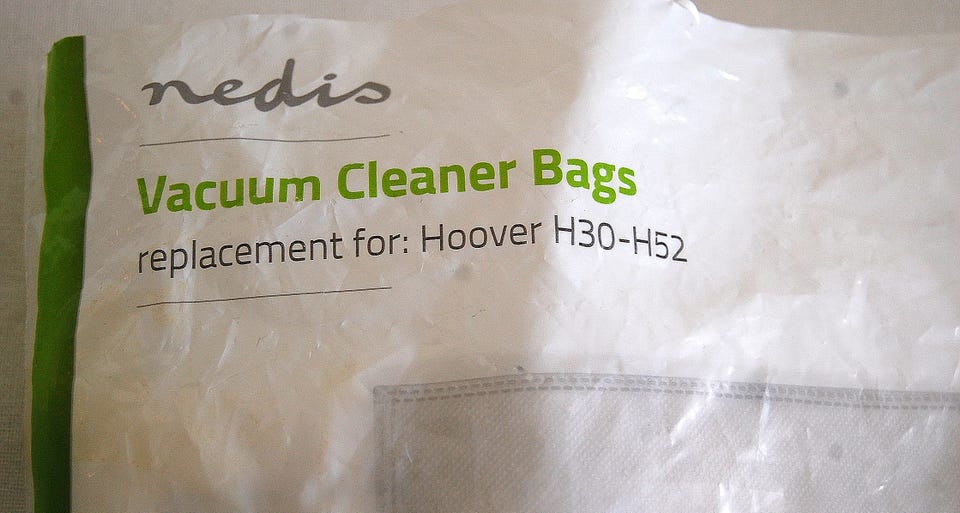 nedis
Vacuum Cleaner Bags
replacement for: Hoover H30-H52